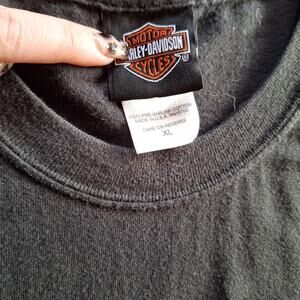 MOTOR
HARLEY-DAVIDSON
CYCLES
®
100% PRE-SHRUNK COTTON
MADE IN U.S.A.
CARE ON REVERSE
XL